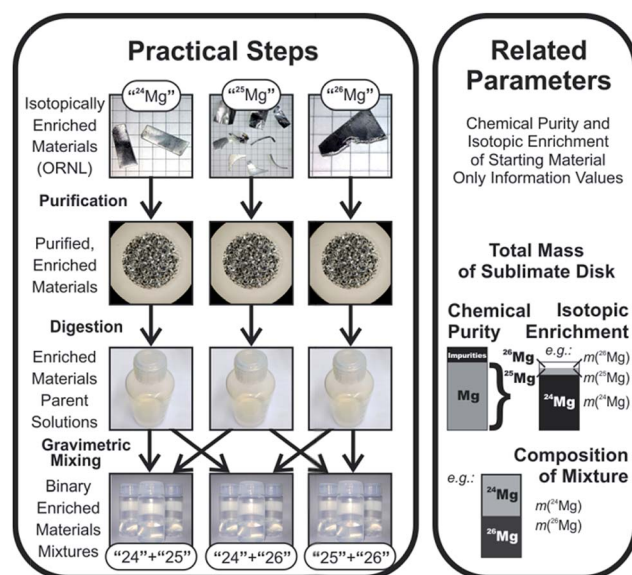 Practical Steps
“²⁴Mg”
“²⁵Mg”
“²⁶Mg”
Isotopically
Enriched
Materials
(ORNL)
Purification
Purified,
Enriched
Materials
Digestion
Enriched
Materials
Parent
Solutions
Gravimetric
Mixing
Binary
Enriched
Materials
Mixtures
“24”+“25”
“24”+“26”
“25”+“26”
Related
Parameters
Chemical Purity and
Isotopic Enrichment
of Starting Material
Only Information Values
Total Mass
of Sublimate Disk
Chemical
Purity
Isotopic
Enrichment
Impurities
Mg
e.g.:
²⁶Mg
²⁵Mg
²⁴Mg
m(²⁶Mg)
m(²⁵Mg)
m(²⁴Mg)
Composition
of Mixture
e.g.:
²⁴Mg
²⁶Mg
m(²⁴Mg)
m(²⁶Mg)